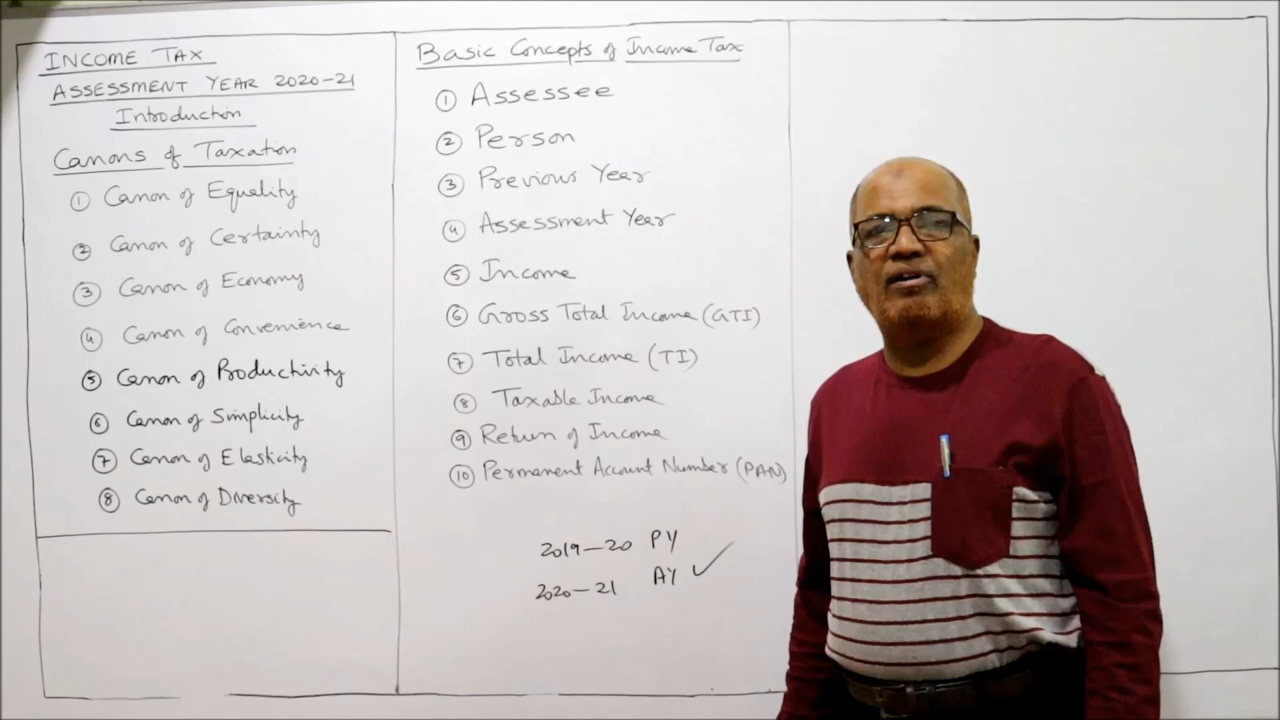 INCOME TAX
ASSESSMENT YEAR 2020-21
Introduction
Canons of Taxation
① Canon of Equality
② Canon of Certainty
③ Canon of Economy
④ Canon of Convenience
⑤ Canon of Productivity
⑥ Canon of Simplicity
⑦ Canon of Elasticity
⑧ Canon of Diversity
Basic Concepts of Income Tax
① Assessee
② Person
③ Previous Year
④ Assessment Year
⑤ Income
⑥ Gross Total Income (GTI)
⑦ Total Income (TI)
⑧ Taxable Income
⑨ Return of Income
⑩ Permanent Account Number (PAN)
2019-20 PY
2020-21 AY ✓